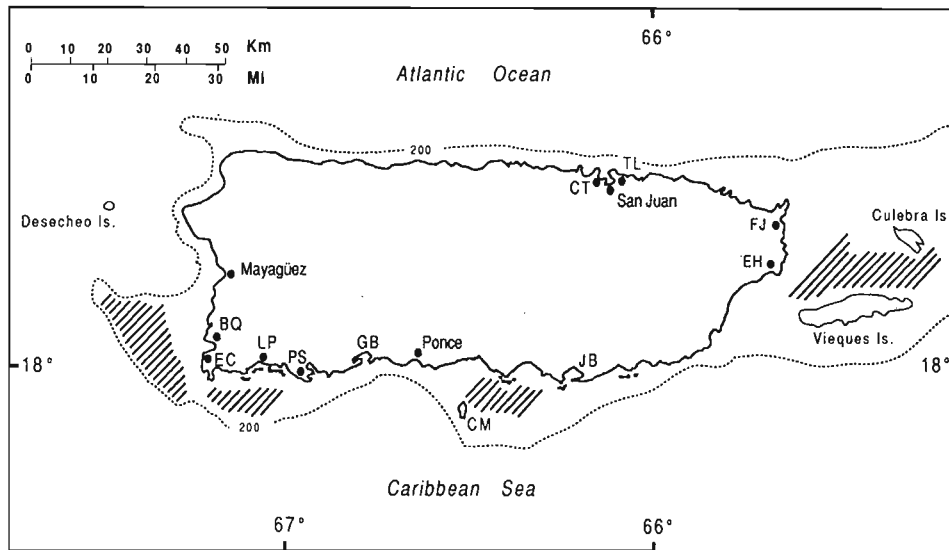 66°
0 10 20 30 40 50 Km
0 10 20 30 MI
Atlantic Ocean
200
TL
CT
San Juan
Desecheo Is.
FJ
Culebra Is
EH
Mayagüez
Vieques Is.
BQ
LP
GB
Ponce
EC
PS
JB
18°
18°
CM
200
Caribbean Sea
67°
66°